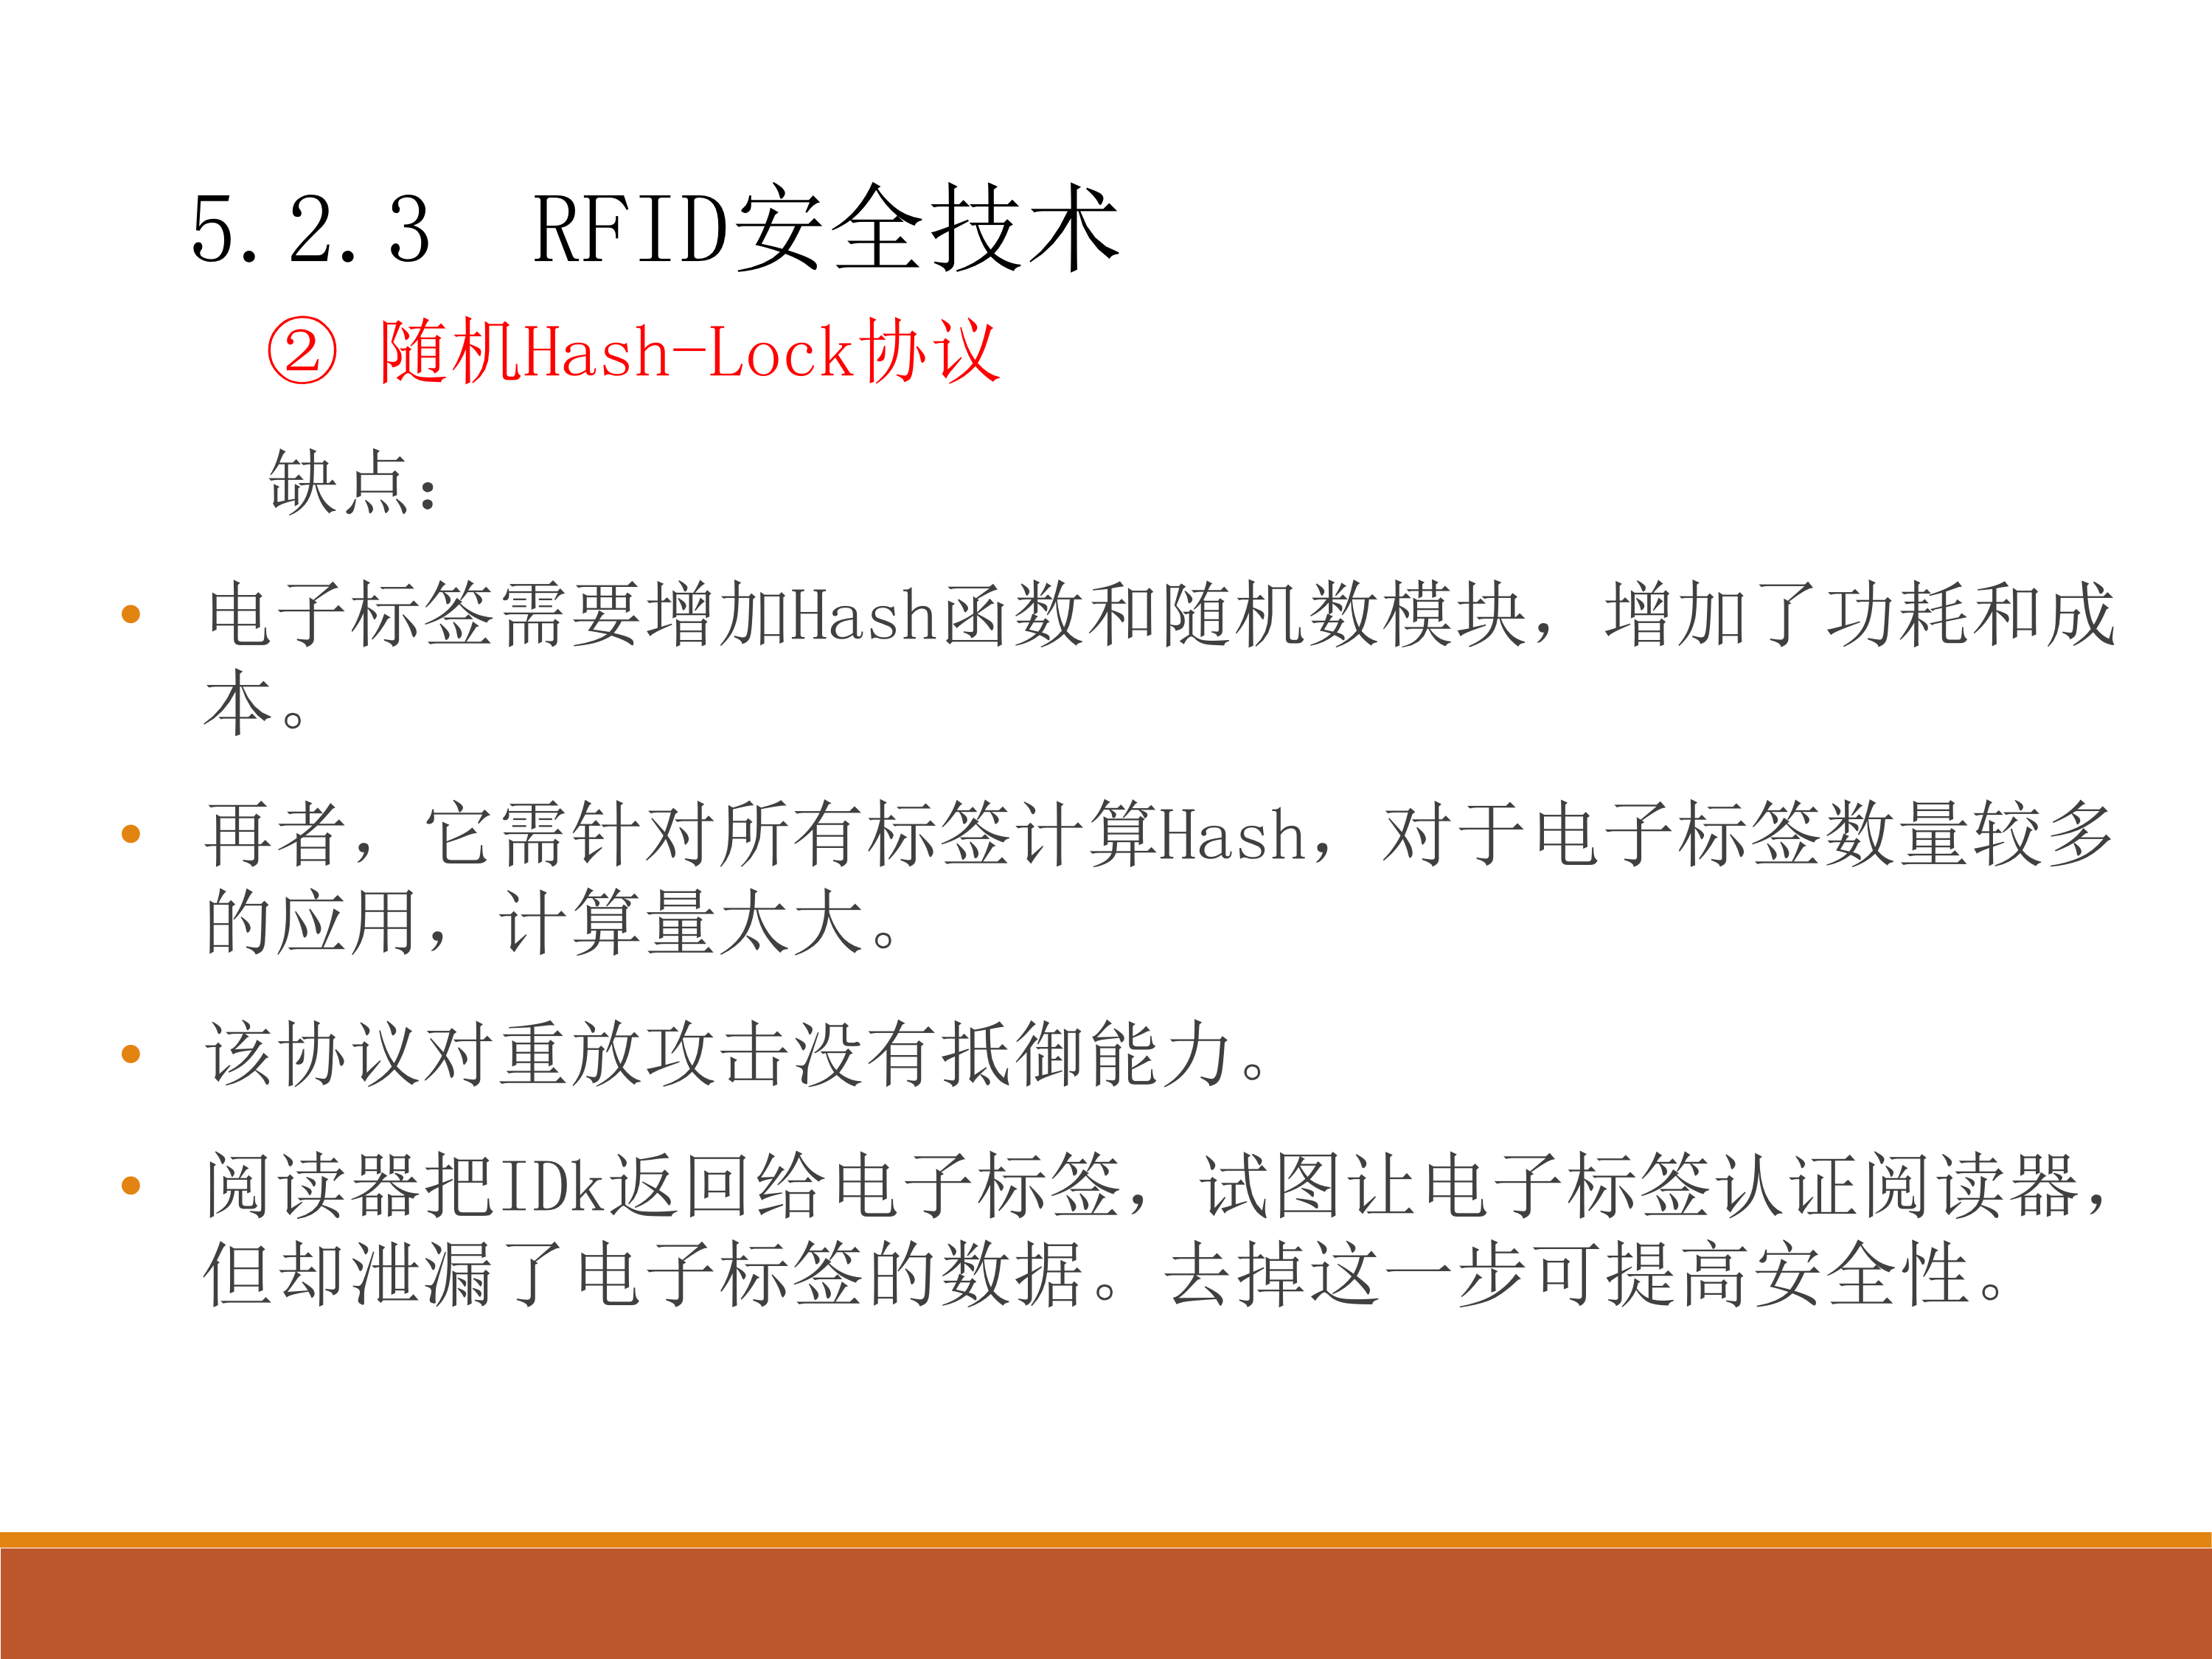 5.2.3 RFID安全技术
② 随机Hash-Lock协议
缺点：
电子标签需要增加Hash函数和随机数模块，增加了功耗和成
本。
再者，它需针对所有标签计算Hash，对于电子标签数量较多
的应用，计算量太大。
该协议对重放攻击没有抵御能力。
阅读器把IDk返回给电子标签，试图让电子标签认证阅读器，
但却泄漏了电子标签的数据。去掉这一步可提高安全性。